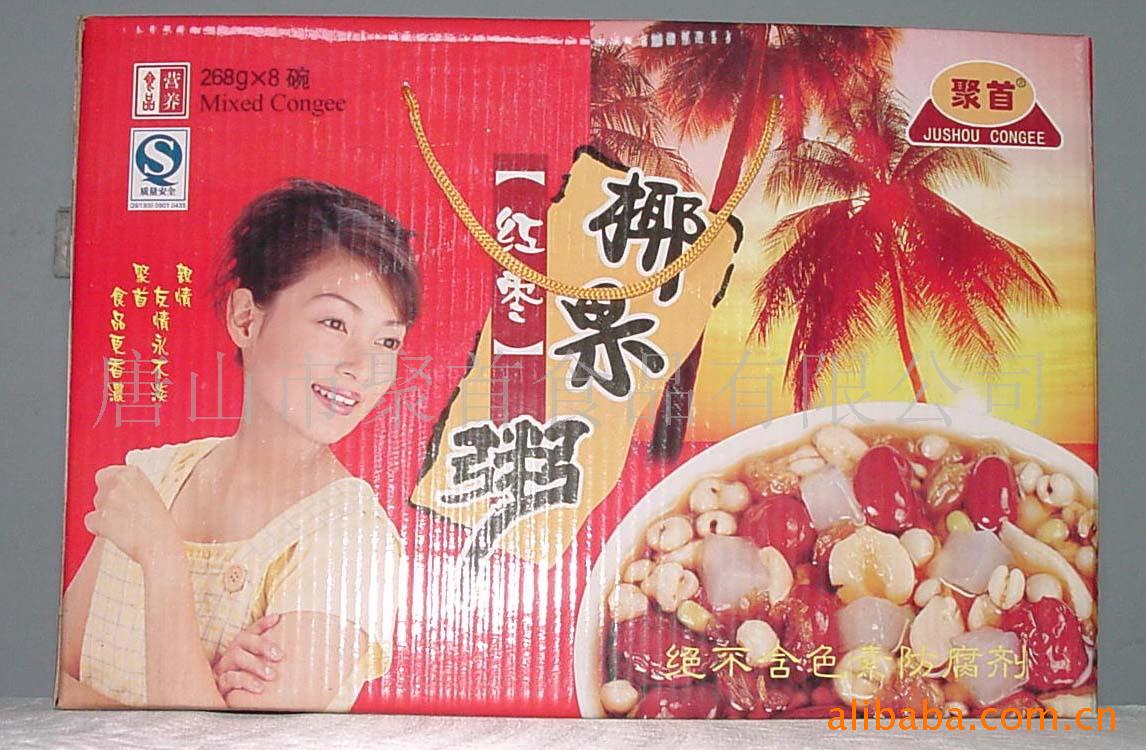 营养
食品
268g×8 碗
Mixed Congee
质量安全
聚首®
JUSHOU CONGEE
【红枣】
椰果粥
親情
友情永不淡
聚首
食品更香濃
唐山市聚首食品有限公司
绝不含色素防腐剂
alibaba.com.cn